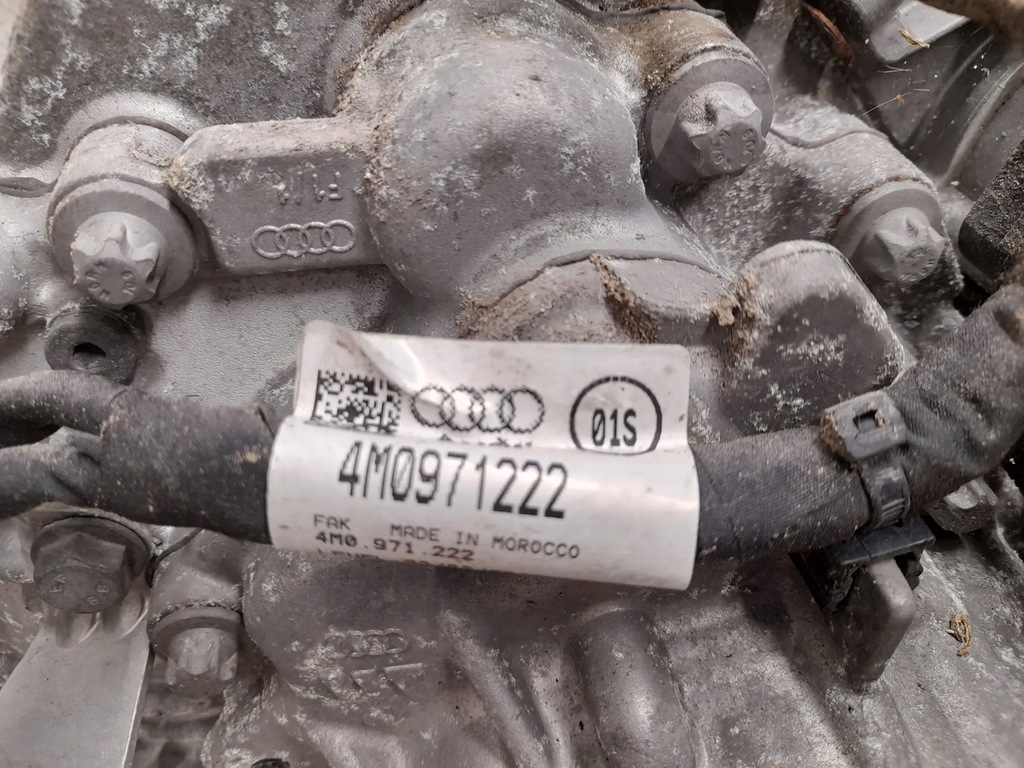 01S
4M0971222
FAK MADE IN MOROCCO
4M0.971.222